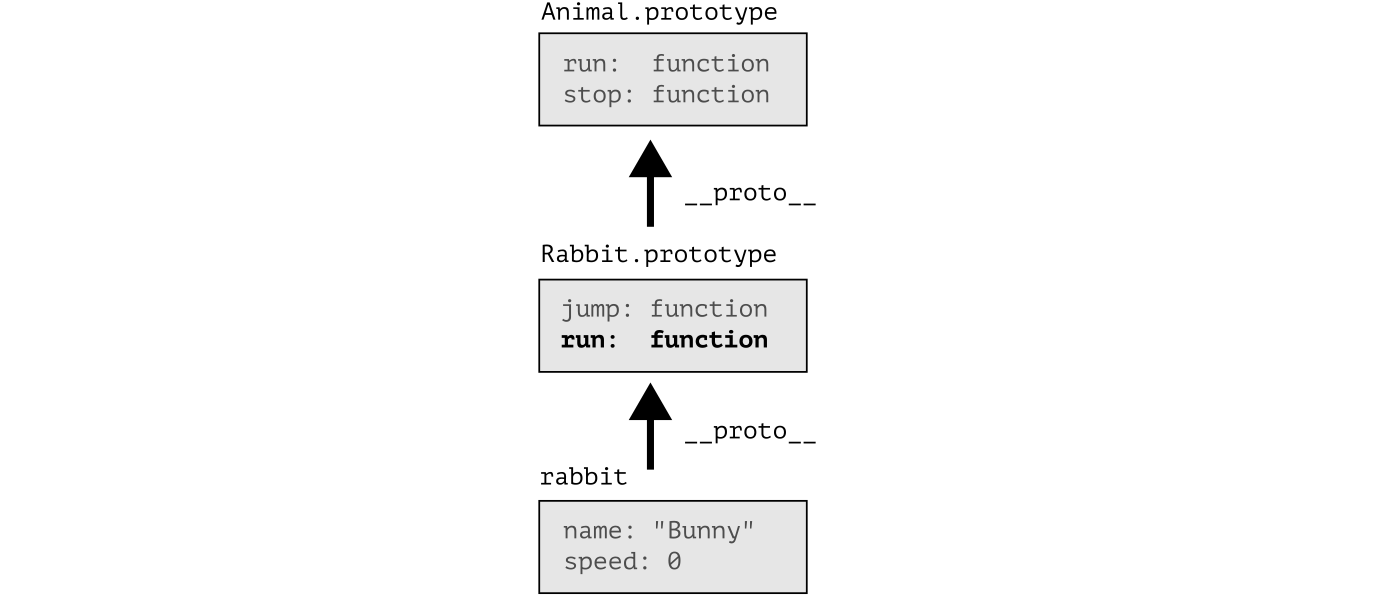 Animal.prototype
run:  function
stop: function
__proto__
Rabbit.prototype
jump: function
run:  function
__proto__
rabbit
name: "Bunny"
speed: 0